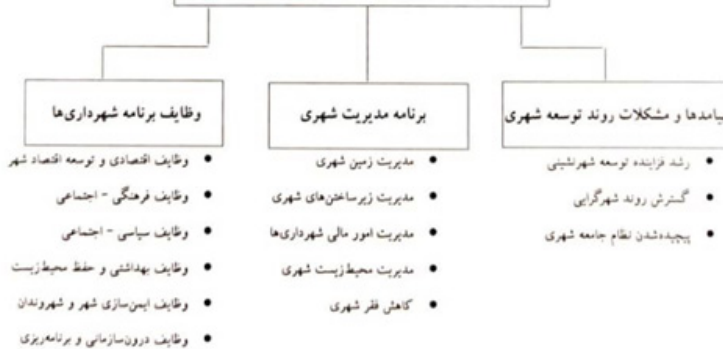 پیامدها و مشکلات روند توسعه شهری
رشد فزاینده توسعه شهرنشینی
گسترش روند شهرگرایی
پیچیده‌شدن نظام جامعه شهری
برنامه مدیریت شهری
مدیریت زمین شهری
مدیریت زیرساختن‌های شهری
مدیریت امور مالی شهرداری‌ها
مدیریت محیط‌زیست شهری
کاهش فقر شهری
وظایف برنامه شهرداری‌ها
وظایف اقتصادی و توسعه اقتصاد شهر
وظایف فرهنگی - اجتماعی
وظایف سیاسی - اجتماعی
وظایف بهداشتی و حفظ محیط‌زیست
وظایف ایمن‌سازی شهر و شهروندان
وظایف درون‌سازمانی و برنامه‌ریزی